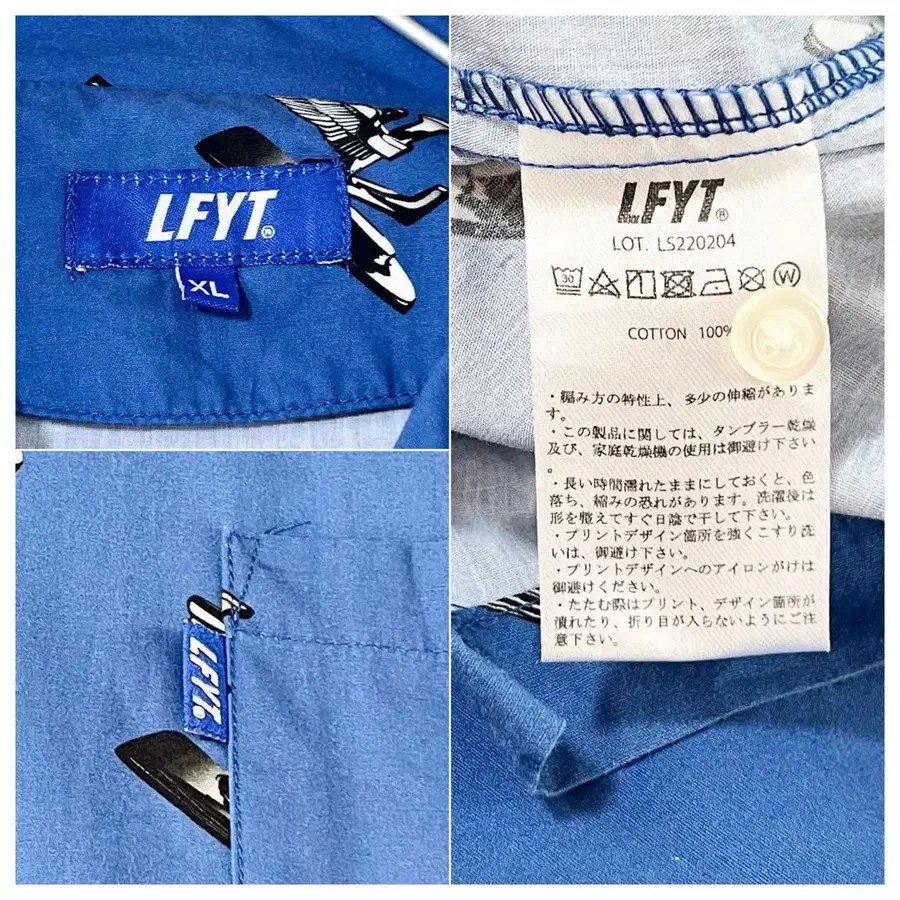 LFYT®
XL
LFYT®
LOT. LS220204
30
W
COTTON 100%
・編み方の特性上、多少の伸縮がありま
す。
・この製品に関しては、タンブラー乾燥
及び、家庭乾燥機の使用は御避け下さい
。
・長い時間濡れたままにしておくと、色
落ち、縮みの恐れがあります。洗濯後は
形を整えてすぐ日陰で干して下さい。
・プリントデザイン箇所を強くこすり洗
いは、御避け下さい。
・プリントデザインへのアイロンがけは
御避けください。
・たたむ際はプリント、デザイン箇所が
潰れたり、折り目が入らないようにご注
意下さい。
LFYT®